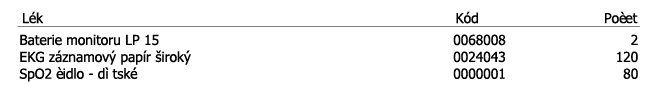 Lék Kód Poèet
Baterie monitoru LP 15 0068008 2
EKG záznamový papír široký 0024043 120
SpO2 èidlo - dì tské 0000001 80